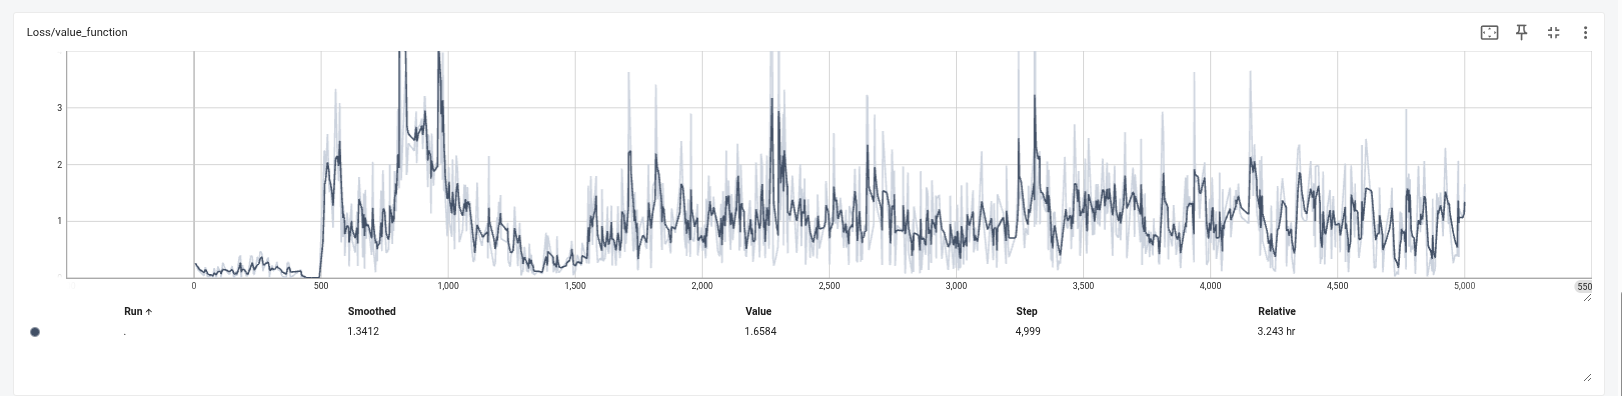 Loss/value_function
3
2
1
0 500 1,000 1,500 2,000 2,500 3,000 3,500 4,000 4,500 5,000 550
Run ↑ Smoothed Value Step Relative
. 1.3412 1.6584 4,999 3.243 hr